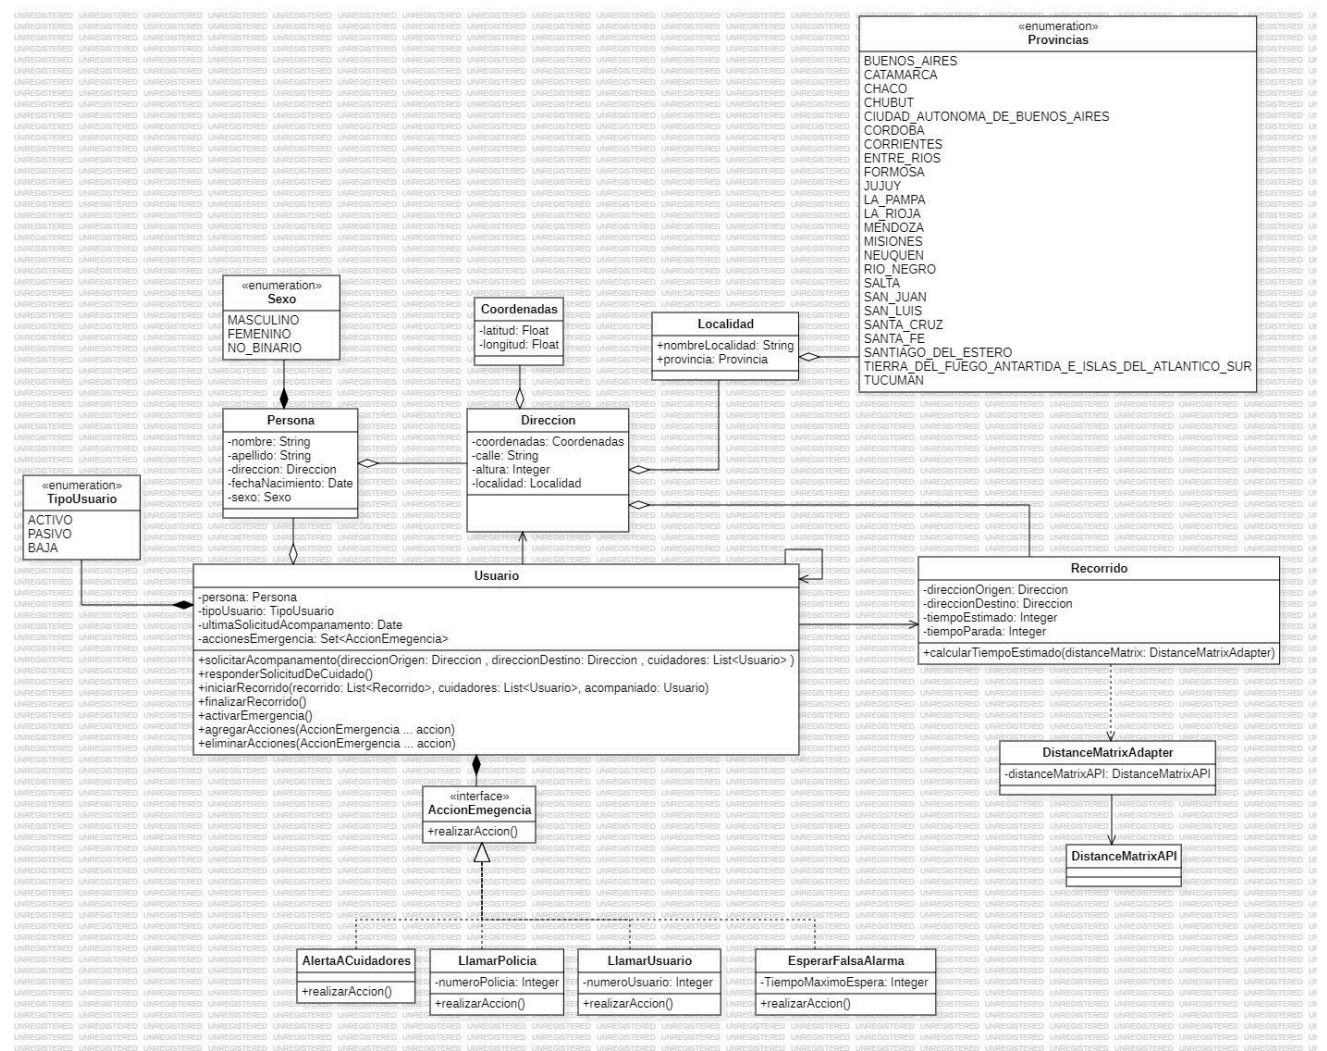 «enumeration»
Provincias
BUENOS_AIRES
CATAMARCA
CHACO
CHUBUT
CIUDAD_AUTONOMA_DE_BUENOS_AIRES
CORDOBA
CORRIENTES
ENTRE_RIOS
FORMOSA
JUJUY
LA_PAMPA
LA_RIOJA
MENDOZA
MISIONES
NEUQUEN
RIO_NEGRO
SALTA
SAN_JUAN
SAN_LUIS
SANTA_CRUZ
SANTA_FE
SANTIAGO_DEL_ESTERO
TIERRA_DEL_FUEGO_ANTARTIDA_E_ISLAS_DEL_ATLANTICO_SUR
TUCUMAN
«enumeration»
Sexo
MASCULINO
FEMENINO
NO_BINARIO
Coordenadas
-latitud: Float
-longitud: Float
Localidad
+nombreLocalidad: String
+provincia: Provincia
Persona
-nombre: String
-apellido: String
-direccion: Direccion
-fechaNacimiento: Date
-sexo: Sexo
Direccion
-coordenadas: Coordenadas
-calle: String
-altura: Integer
-localidad: Localidad
«enumeration»
TipoUsuario
ACTIVO
PASIVO
BAJA
Usuario
-persona: Persona
-tipoUsuario: TipoUsuario
-ultimaSolicitudAcompanamento: Date
-accionesEmergencia: Set<AccionEmegencia>
+solicitarAcompanamento(direccionOrigen: Direccion , direccionDestino: Direccion , cuidadores: List<Usuario> )
+responderSolicitudDeCuidado()
+iniciarRecorrido(recorrido: List<Recorrido>, cuidadores: List<Usuario>, acompaniado: Usuario)
+finalizarRecorrido()
+activarEmergencia()
+agregarAcciones(AccionEmergencia ... accion)
+eliminarAcciones(AccionEmergencia ... accion)
Recorrido
-direccionOrigen: Direccion
-direccionDestino: Direccion
-tiempoEstimado: Integer
-tiempoParada: Integer
+calcularTiempoEstimado(distanceMatrix: DistanceMatrixAdapter)
DistanceMatrixAdapter
-distanceMatrixAPI: DistanceMatrixAPI
DistanceMatrixAPI
«interface»
AccionEmegencia
+realizarAccion()
AlertaACuidadores
+realizarAccion()
LlamarPolicia
-numeroPolicia: Integer
+realizarAccion()
LlamarUsuario
-numeroUsuario: Integer
+realizarAccion()
EsperarFalsaAlarma
-TiempoMaximoEspera: Integer
+realizarAccion()
UNREGISTERED